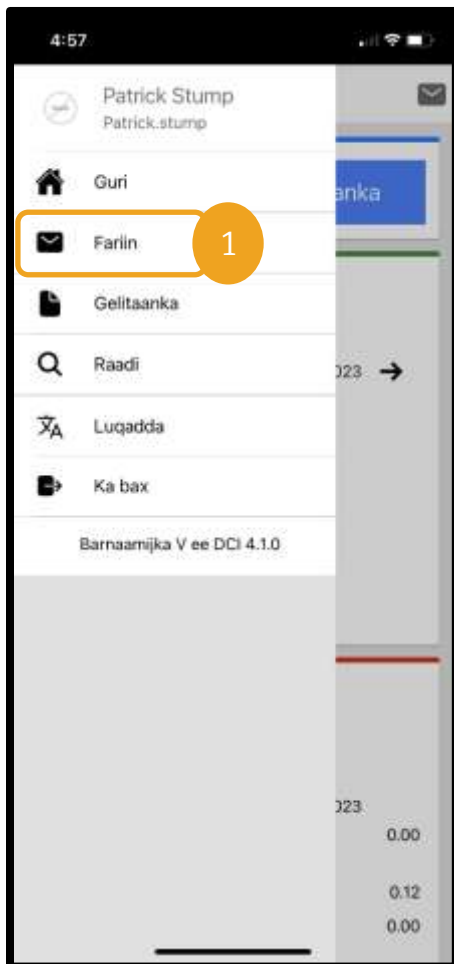 4:57
Patrick Stump
Patrick.stump
Guri
anka
Fariin
1
Gelitaanka
Raadi
023
Luqadda
Ka bax
Barnaamijka V ee DCI 4.1.0
023
0.00
0.12
0.00